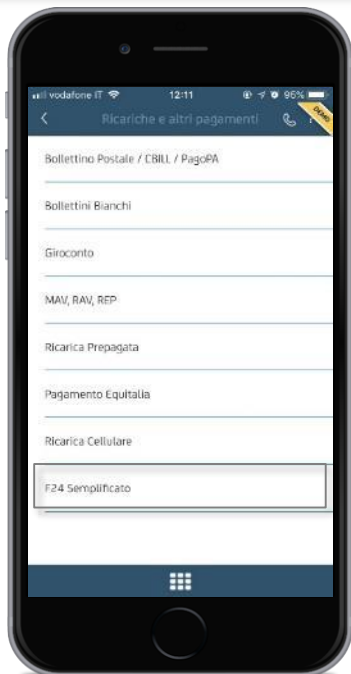 vodafone IT 12:11 96%
Ricariche e altri pagamenti
DEMO
Bollettino Postale / CBILL / PagoPA
Bollettini Bianchi
Giroconto
MAV, RAV, REP
Ricarica Prepagata
Pagamento Equitalia
Ricarica Cellulare
F24 Semplificato